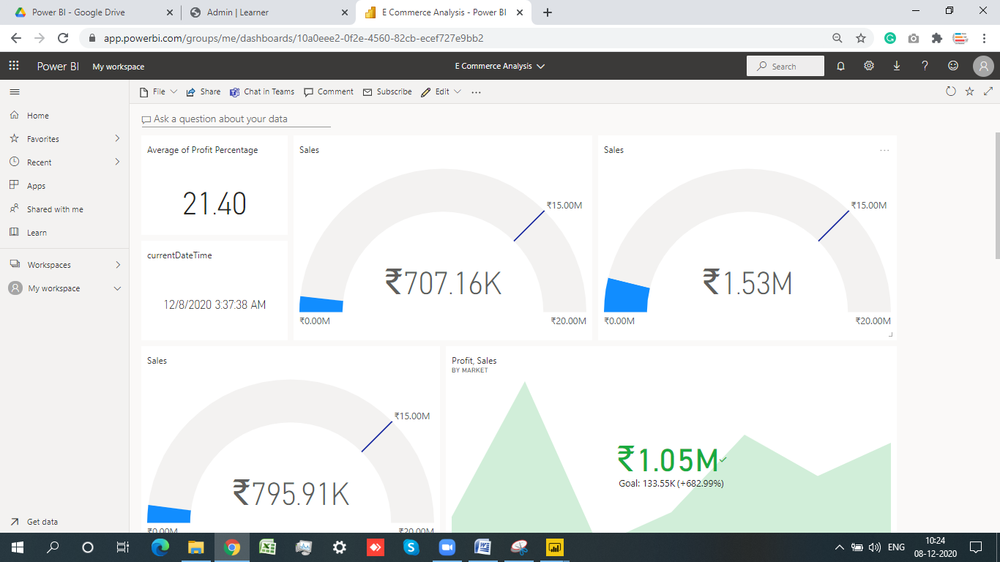 Power BI - Google Drive
Admin | Learner
E Commerce Analysis - Power BI
app.powerbi.com/groups/me/dashboards/10a0eee2-0f2e-4560-82cb-ecef727e9bb2
Power BI
My workspace
E Commerce Analysis
Search
File
Share
Chat in Teams
Comment
Subscribe
Edit
Home
Favorites
Recent
Apps
Shared with me
Learn
Workspaces
My workspace
Get data
Ask a question about your data
Average of Profit Percentage
21.40
currentDateTime
12/8/2020 3:37:38 AM
Sales
₹15.00M
₹707.16K
₹0.00M
₹20.00M
Sales
₹15.00M
₹1.53M
₹0.00M
₹20.00M
Sales
₹15.00M
₹795.91K
₹0.00M
₹20.00M
Profit, Sales
BY MARKET
₹1.05M
Goal: 133.55K (+682.99%)
ENG
10:24
08-12-2020